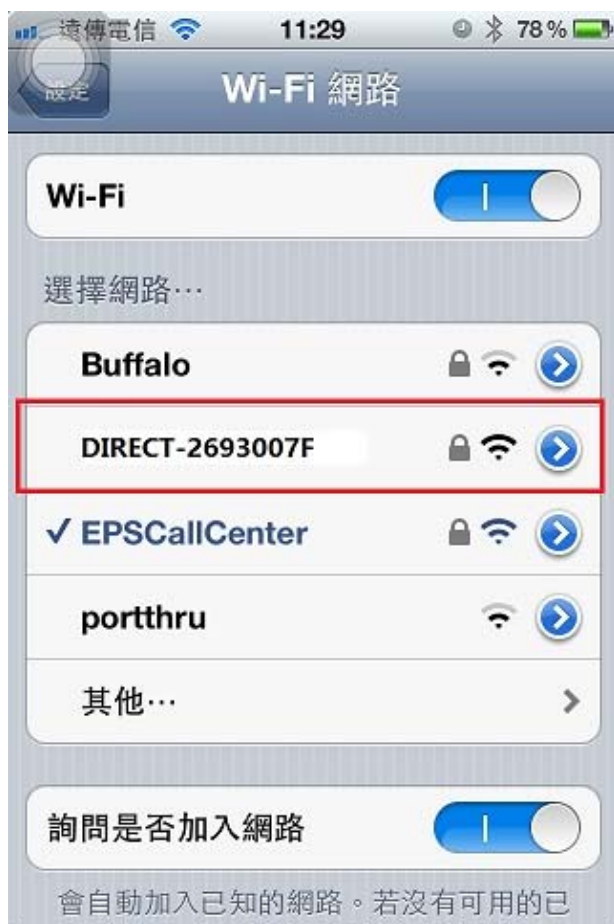 遠傳電信 11:29 78%
設定 Wi-Fi 網路
Wi-Fi
選擇網路…
Buffalo
DIRECT-2693007F
✓ EPSCallCenter
portthru
其他…
詢問是否加入網路
會自動加入已知的網路。若沒有可用的已